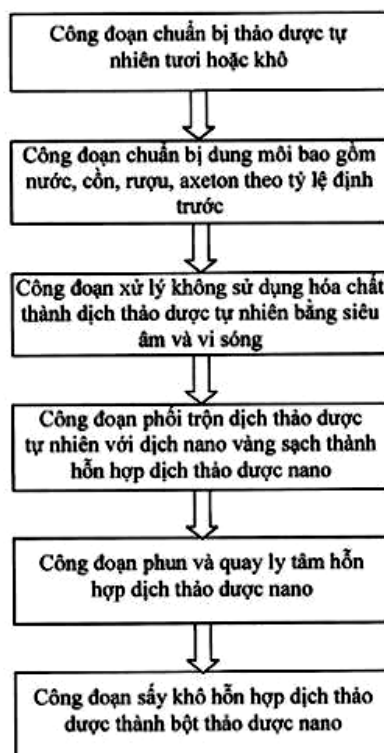 Công đoạn chuẩn bị thảo dược tự
nhiên tươi hoặc khô
Công đoạn chuẩn bị dung môi bao gồm
nước, cồn, rượu, axeton theo tỷ lệ định
trước
Công đoạn xử lý không sử dụng hóa chất
thành dịch thảo dược tự nhiên bằng siêu
âm và vi sóng
Công đoạn phối trộn dịch thảo dược
tự nhiên với dịch nano vàng sạch thành
hỗn hợp dịch thảo dược nano
Công đoạn phun và quay ly tâm hỗn
hợp dịch thảo dược nano
Công đoạn sấy khô hỗn hợp dịch thảo
dược thành bột thảo dược nano